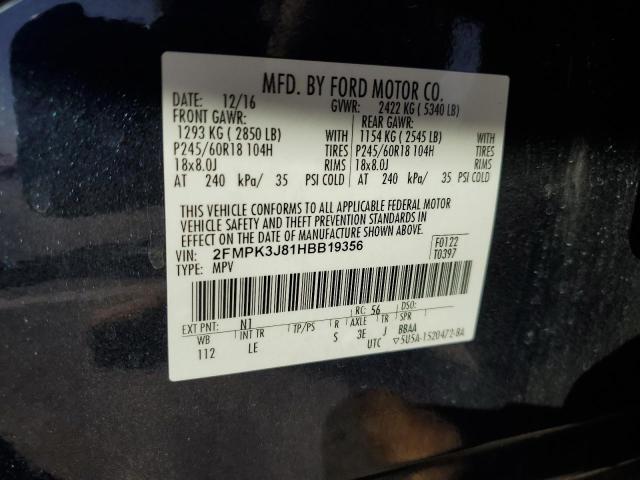 MFD. BY FORD MOTOR CO.
DATE: 12/16 GVWR: 2422 KG ( 5340 LB)
FRONT GAWR: REAR GAWR:
1293 KG ( 2850 LB) WITH 1154 KG ( 2545 LB) WITH
P245/60R18 104H TIRES P245/60R18 104H TIRES
18x8.0J RIMS 18x8.0J RIMS
AT 240 kPa/ 35 PSI COLD AT 240 kPa/ 35 PSI COLD
THIS VEHICLE CONFORMS TO ALL APPLICABLE FEDERAL MOTOR
VEHICLE SAFETY AND THEFT PREVENTION STANDARDS IN
EFFECT ON THE DATE OF MANUFACTURE SHOWN ABOVE.
VIN: 2FMPK3J81HBB19356 F0122
TYPE: MPV T0397
RC: 56 DSO:
EXT PNT: N1
WB INT TR TP/PS R AXLE TR SPR
112 LE S 3E J BBAA
UTC ▽5U5A-1520472-BA